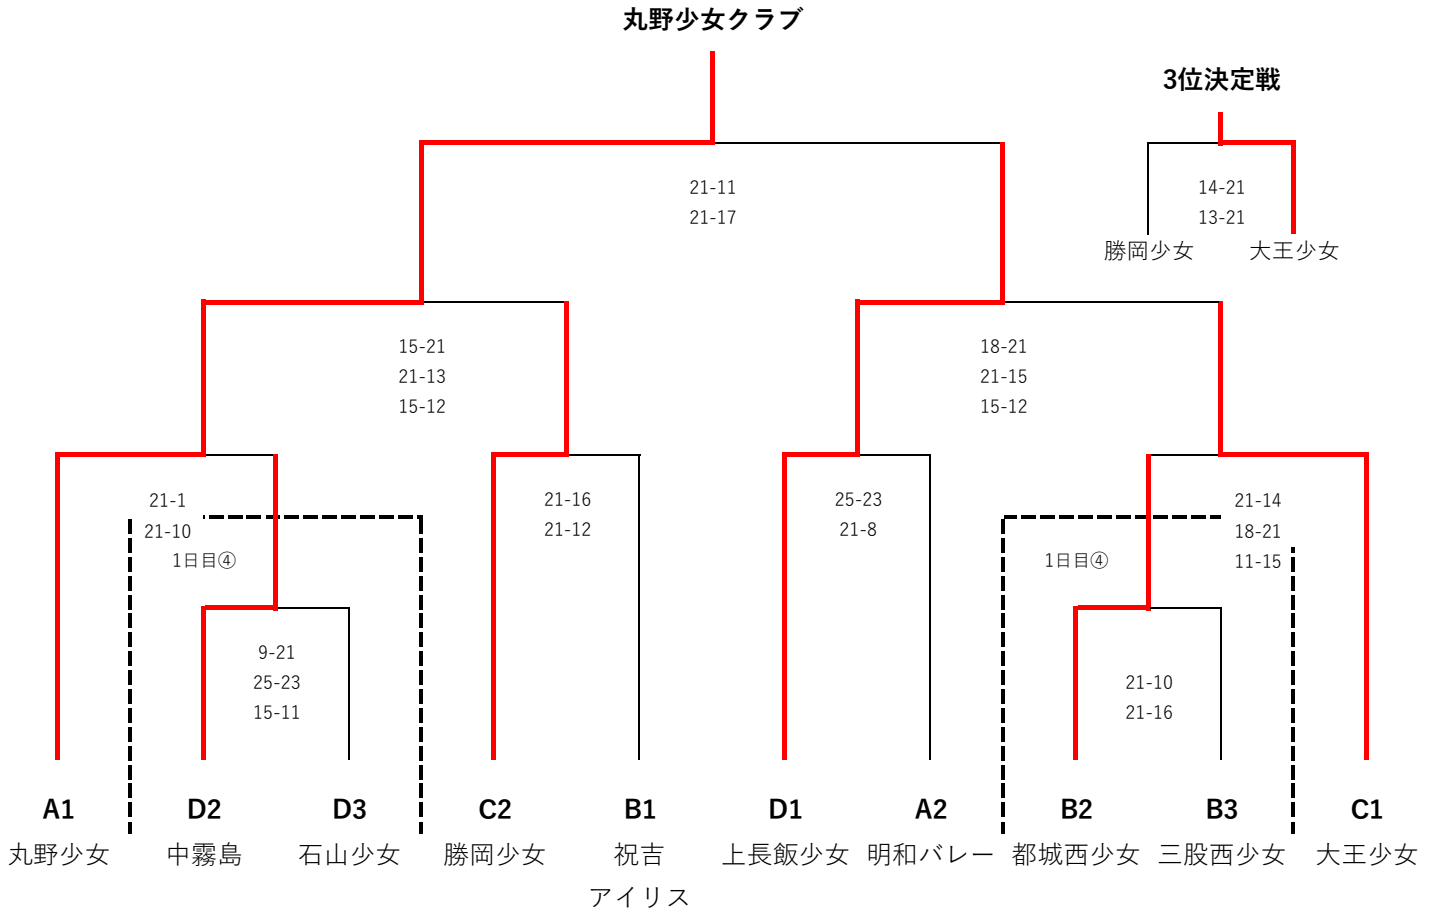 丸野少女クラブ
3位決定戦
21-11
21-17
14-21
13-21
勝岡少女
大王少女
15-21
21-13
15-12
18-21
21-15
15-12
21-1
21-10
1日目④
21-16
21-12
25-23
21-8
1日目④
21-14
18-21
11-15
9-21
25-23
15-11
21-10
21-16
A1
D2
D3
C2
B1
D1
A2
B2
B3
C1
丸野少女
中霧島
石山少女
勝岡少女
祝吉
アイリス
上長飯少女
明和バレー
都城西少女
三股西少女
大王少女